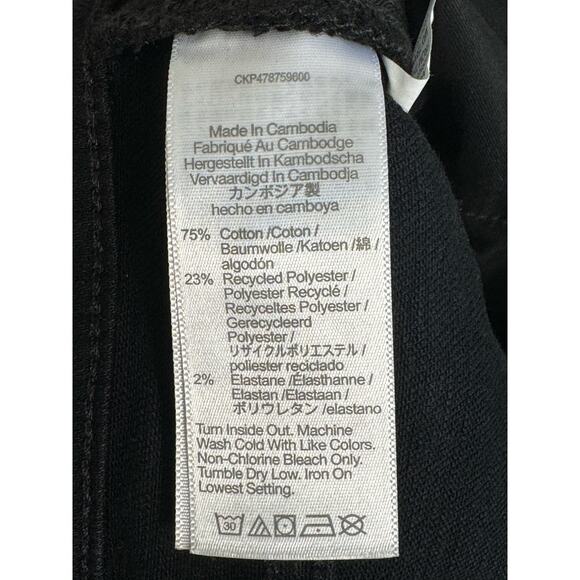 CKP478759600
Made In Cambodia
Fabriqué Au Cambodge
Hergestellt In Kambodscha
Vervaardigd In Cambodja
カンボジア製
hecho en camboya
75% Cotton /Coton /
Baumwolle /Katoen /綿 /
algodón
23% Recycled Polyester /
Polyester Recyclé /
Recyceltes Polyester /
Gerecycleerd
Polyester /
リサイクルポリエステル /
poliester reciclado
2% Elastane /Élasthanne /
Elastan /Elastaan /
ポリウレタン /elastano
Turn Inside Out. Machine
Wash Cold With Like Colors.
Non-Chlorine Bleach Only.
Tumble Dry Low. Iron On
Lowest Setting.
30